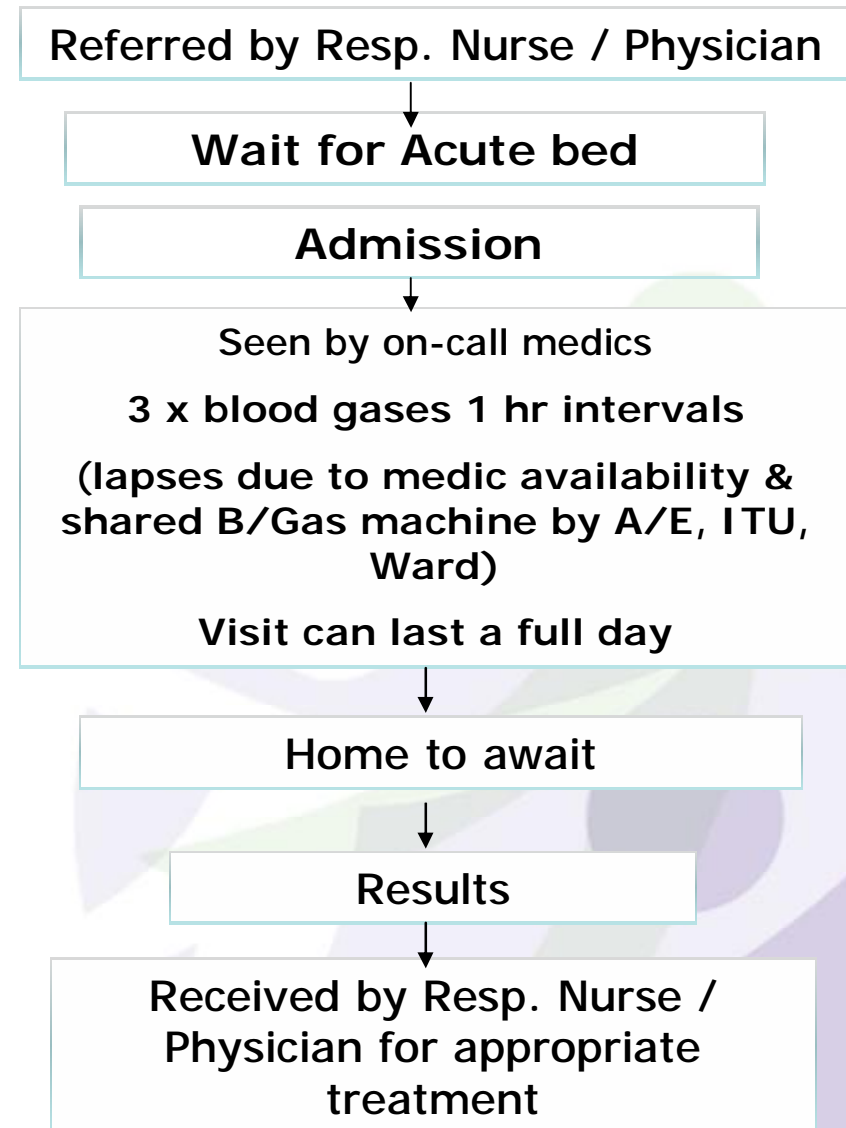 Referred by Resp. Nurse / Physician
Wait for Acute bed
Admission
Seen by on-call medics
3 x blood gases 1 hr intervals
(lapses due to medic availability &
shared B/Gas machine by A/E, ITU,
Ward)
Visit can last a full day
Home to await
Results
Received by Resp. Nurse /
Physician for appropriate
treatment